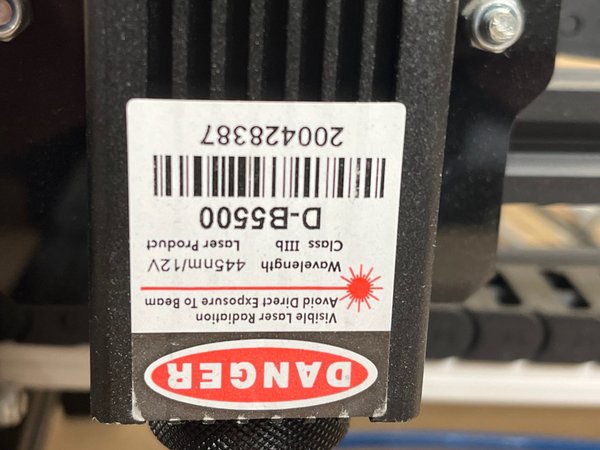 DANGER
Visible Laser Radiation
Avoid Direct Exposure To Beam
Wavelength 445nm/12V
Class IIIb Laser Product
D-B5500
200428387